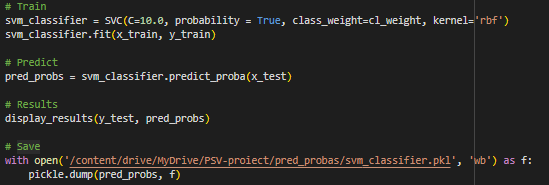 # Train
svm_classifier = SVC(C=10.0, probability = True, class_weight=cl_weight, kernel='rbf')
svm_classifier.fit(x_train, y_train)
# Predict
pred_probs = svm_classifier.predict_proba(x_test)
# Results
display_results(y_test, pred_probs)
# Save
with open('/content/drive/MyDrive/PSV-proiect/pred_probas/svm_classifier.pkl', 'wb') as f:
    pickle.dump(pred_probs, f)